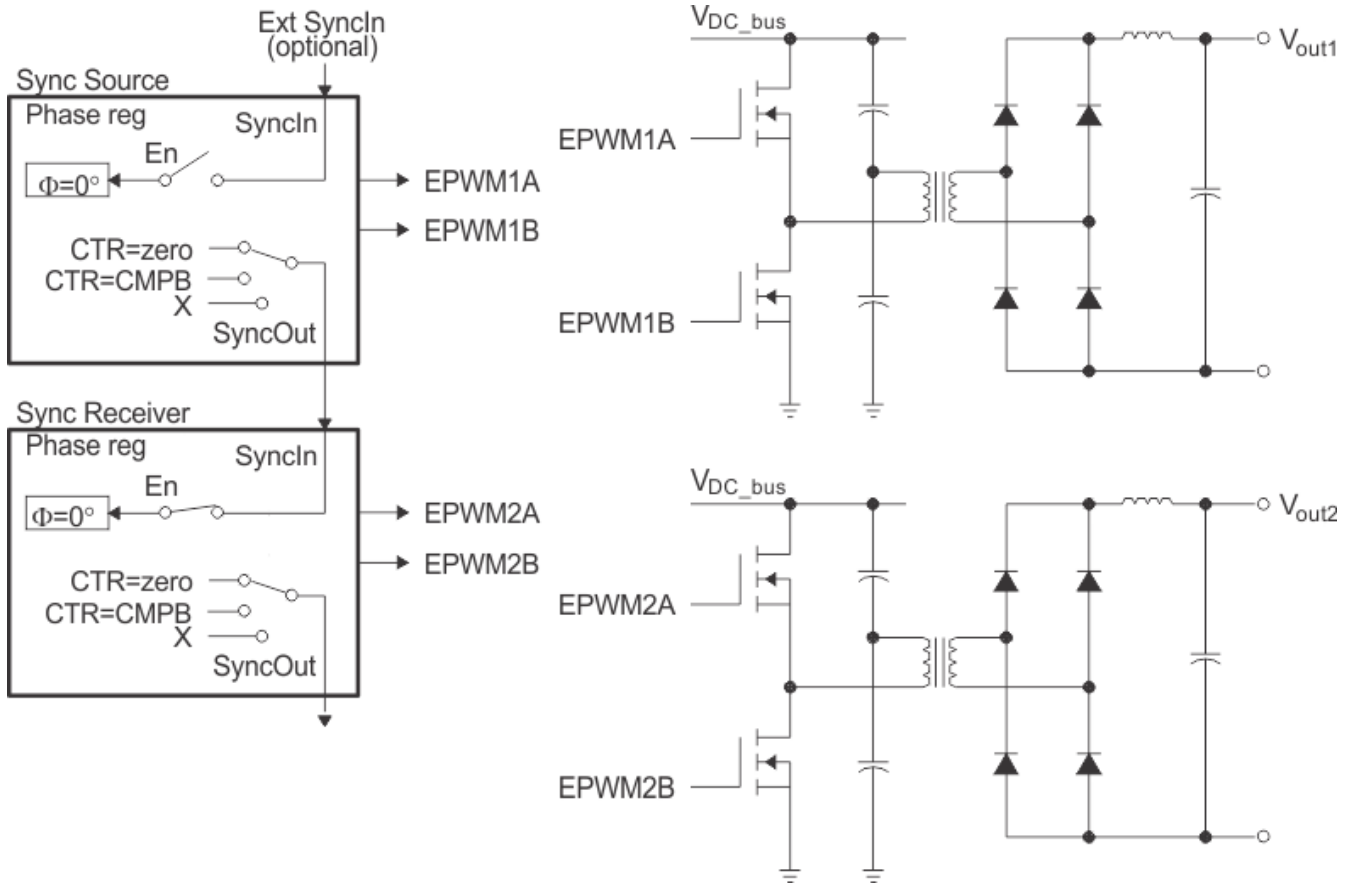 Ext SyncIn
(optional)
Sync Source
Phase reg
SyncIn
En
Φ=0°
EPWM1A
EPWM1B
CTR=zero
CTR=CMPB
X
SyncOut
Sync Receiver
Phase reg
SyncIn
En
Φ=0°
EPWM2A
EPWM2B
CTR=zero
CTR=CMPB
X
SyncOut
VDC_bus
Vout1
EPWM1A
EPWM1B
VDC_bus
Vout2
EPWM2A
EPWM2B